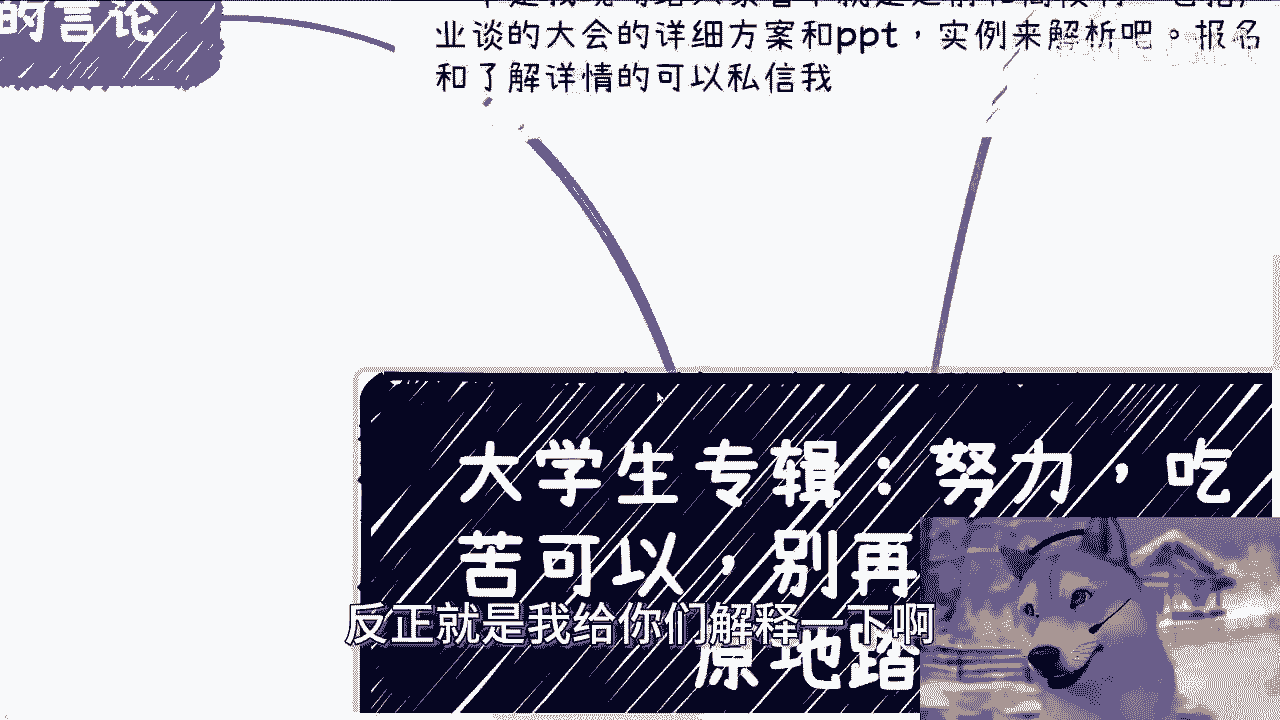 的言论
业谈的大会的详细方案和ppt，实例来解析吧。报名
和了解详情的可以私信我
大学生专辑：努力，吃
苦可以，别再
原地踏
反正就是我给你们解释一下啊